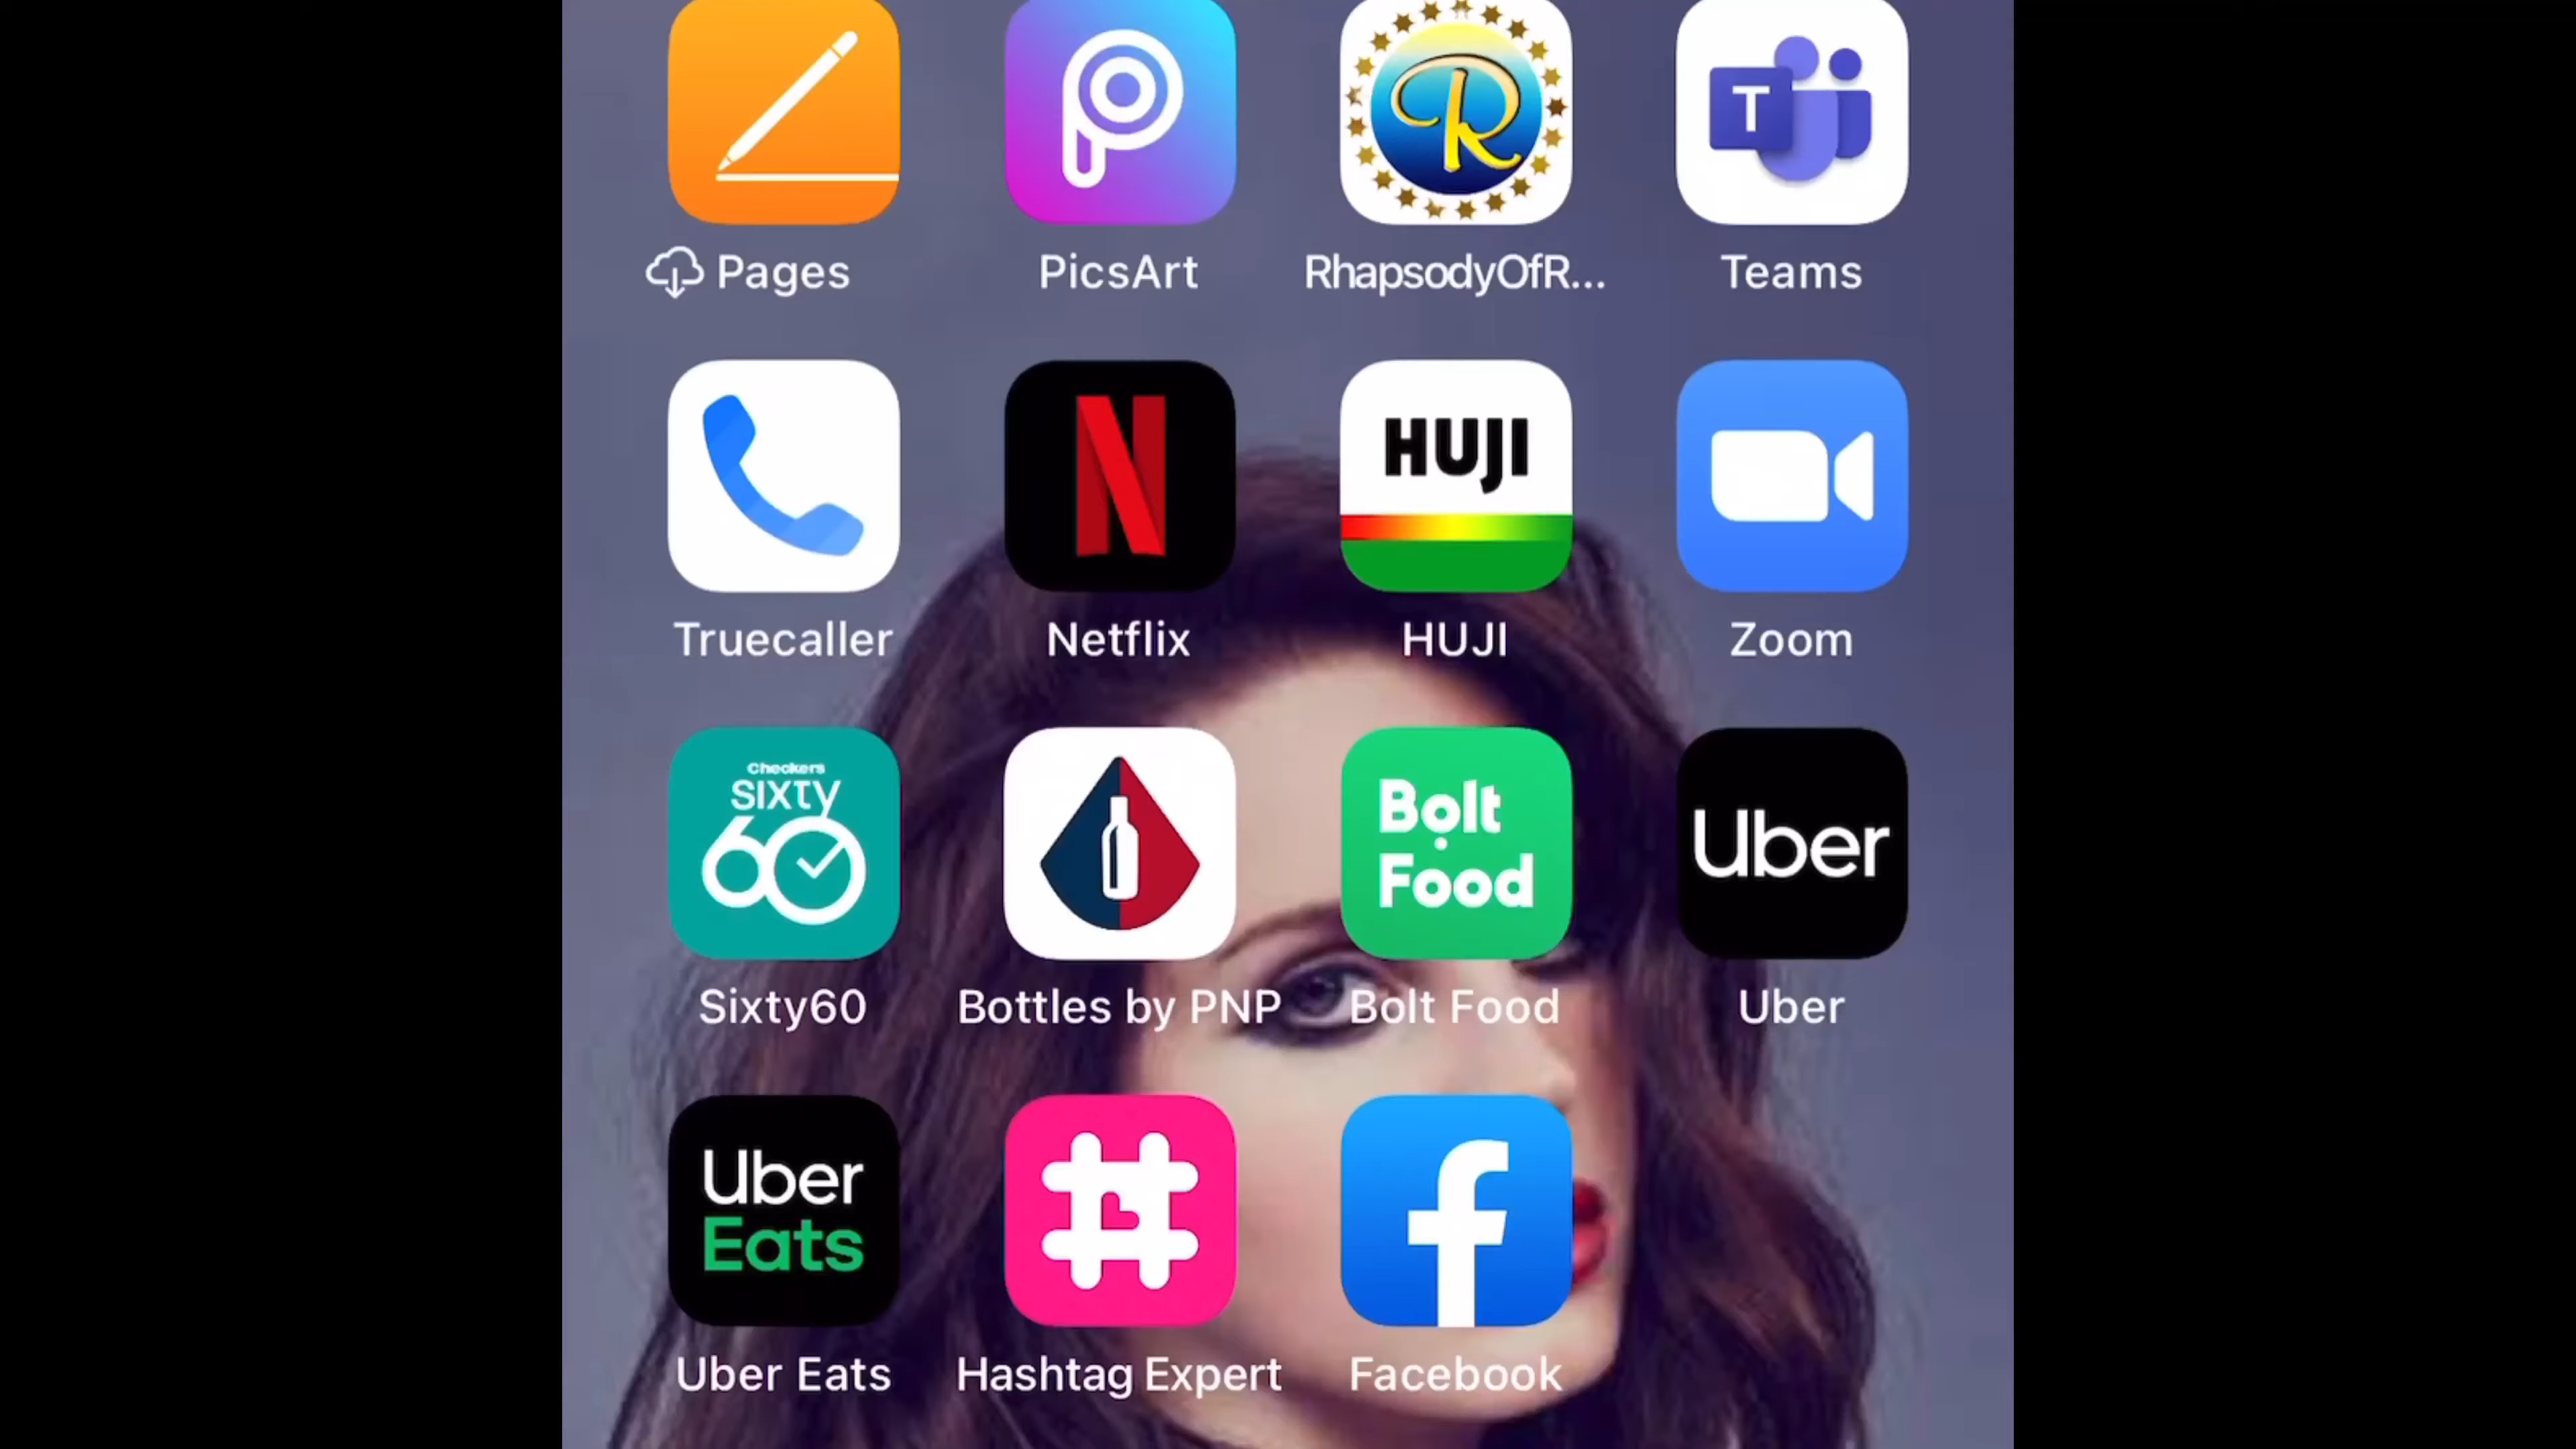 R
T
Pages
PicsArt
RhapsodyOfR...
Teams
N
HUJI
Truecaller
Netflix
HUJI
Zoom
Checkers
SIXTY
60
Bolt
Food
Uber
Sixty60
Bottles by PNP
Bolt Food
Uber
Uber
Eats
#
f
Uber Eats
Hashtag Expert
Facebook